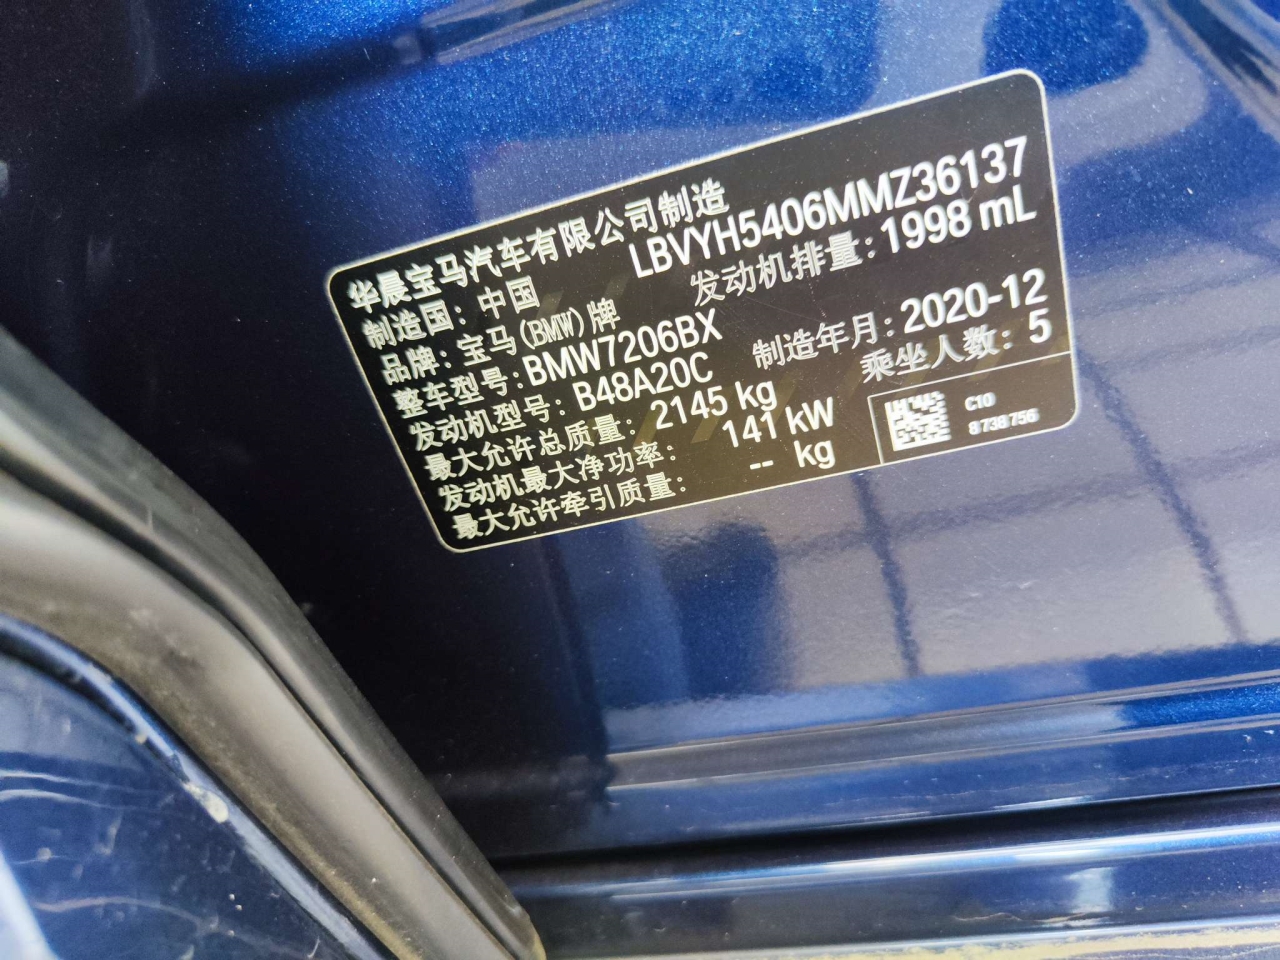 华晨宝马汽车有限公司制造
制造国: 中国 LBVYH5406MMZ36137
品牌: 宝马(BMW)牌 发动机排量: 1998 mL
整车型号: BMW7206BX
发动机型号: B48A20C 制造年月: 2020-12
最大允许总质量: 2145 kg 乘坐人数: 5
发动机最大净功率: 141 kW
最大允许牵引质量: -- kg
C10
8738756